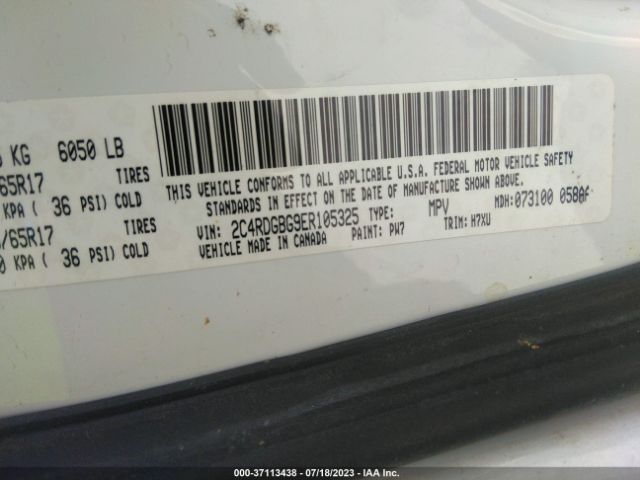 KG 6050 LB
65R17 TIRES
KPA ( 36 PSI) COLD
/65R17 TIRES
0 KPA ( 36 PSI) COLD
THIS VEHICLE CONFORMS TO ALL APPLICABLE U.S.A. FEDERAL MOTOR VEHICLE SAFETY
STANDARDS IN EFFECT ON THE DATE OF MANUFACTURE SHOWN ABOVE.
VIN: 2C4RDGBG9ER105325 TYPE: MPV MDH: 073100 0580F
VEHICLE MADE IN CANADA PAINT: PW7 TRIM: H7XU
000-37113438 - 07/18/2023 - IAA Inc.